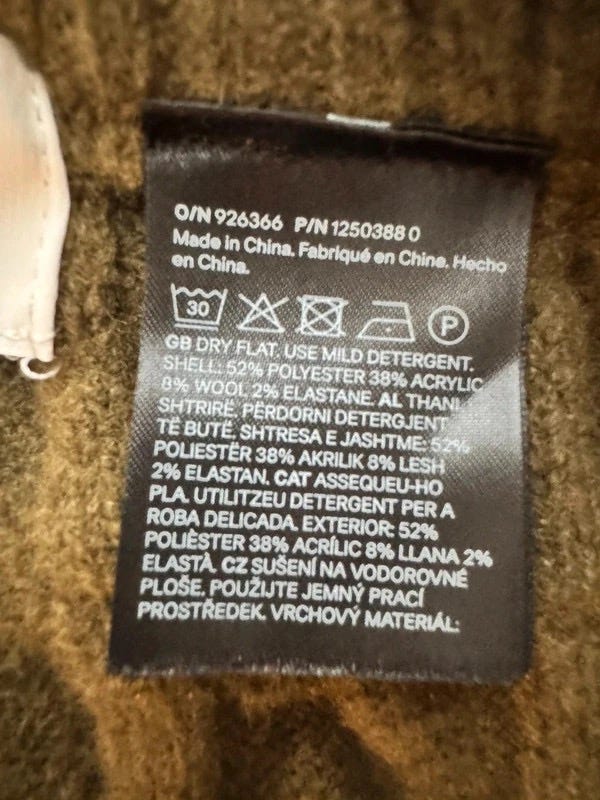 O/N 926366 P/N 1250388 0
Made in China. Fabriqué en Chine. Hecho
en China.
30 P
GB DRY FLAT. USE MILD DETERGENT.
SHELL: 52% POLYESTER 38% ACRYLIC
8% WOOL 2% ELASTANE. AL THANI
SHTRIRË. PËRDORNI DETERGJENT
TË BUTË. SHTRESA E JASHTME: 52%
POLIESTËR 38% AKRILIK 8% LESH
2% ELASTAN. CAT ASSEQUEU-HO
PLA. UTILITZEU DETERGENT PER A
ROBA DELICADA. EXTERIOR: 52%
POLIÈSTER 38% ACRÍLIC 8% LLANA 2%
ELASTÀ. CZ SUŠENÍ NA VODOROVNÉ
PLOŠE. POUŽIJTE JEMNÝ PRACÍ
PROSTŘEDEK. VRCHOVÝ MATERIÁL: